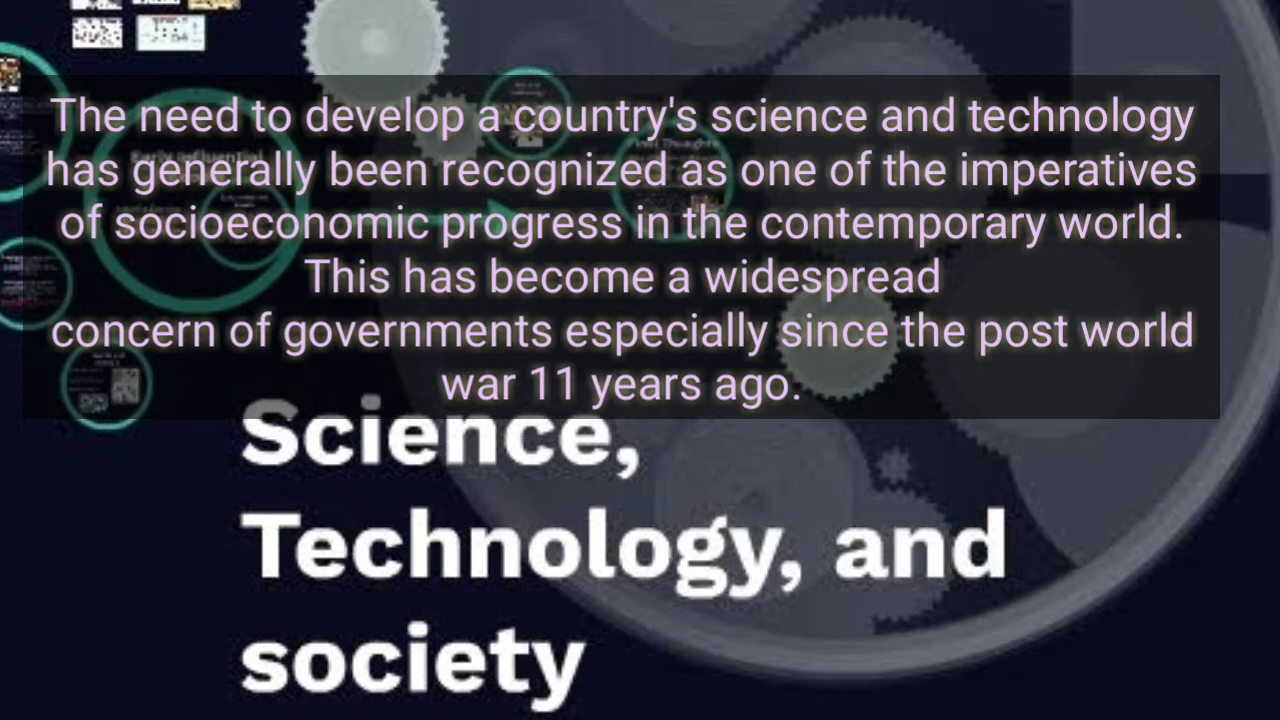 The need to develop a country's science and technology
has generally been recognized as one of the imperatives
of socioeconomic progress in the contemporary world.
This has become a widespread
concern of governments especially since the post world
war 11 years ago.
Science,
Technology, and
society